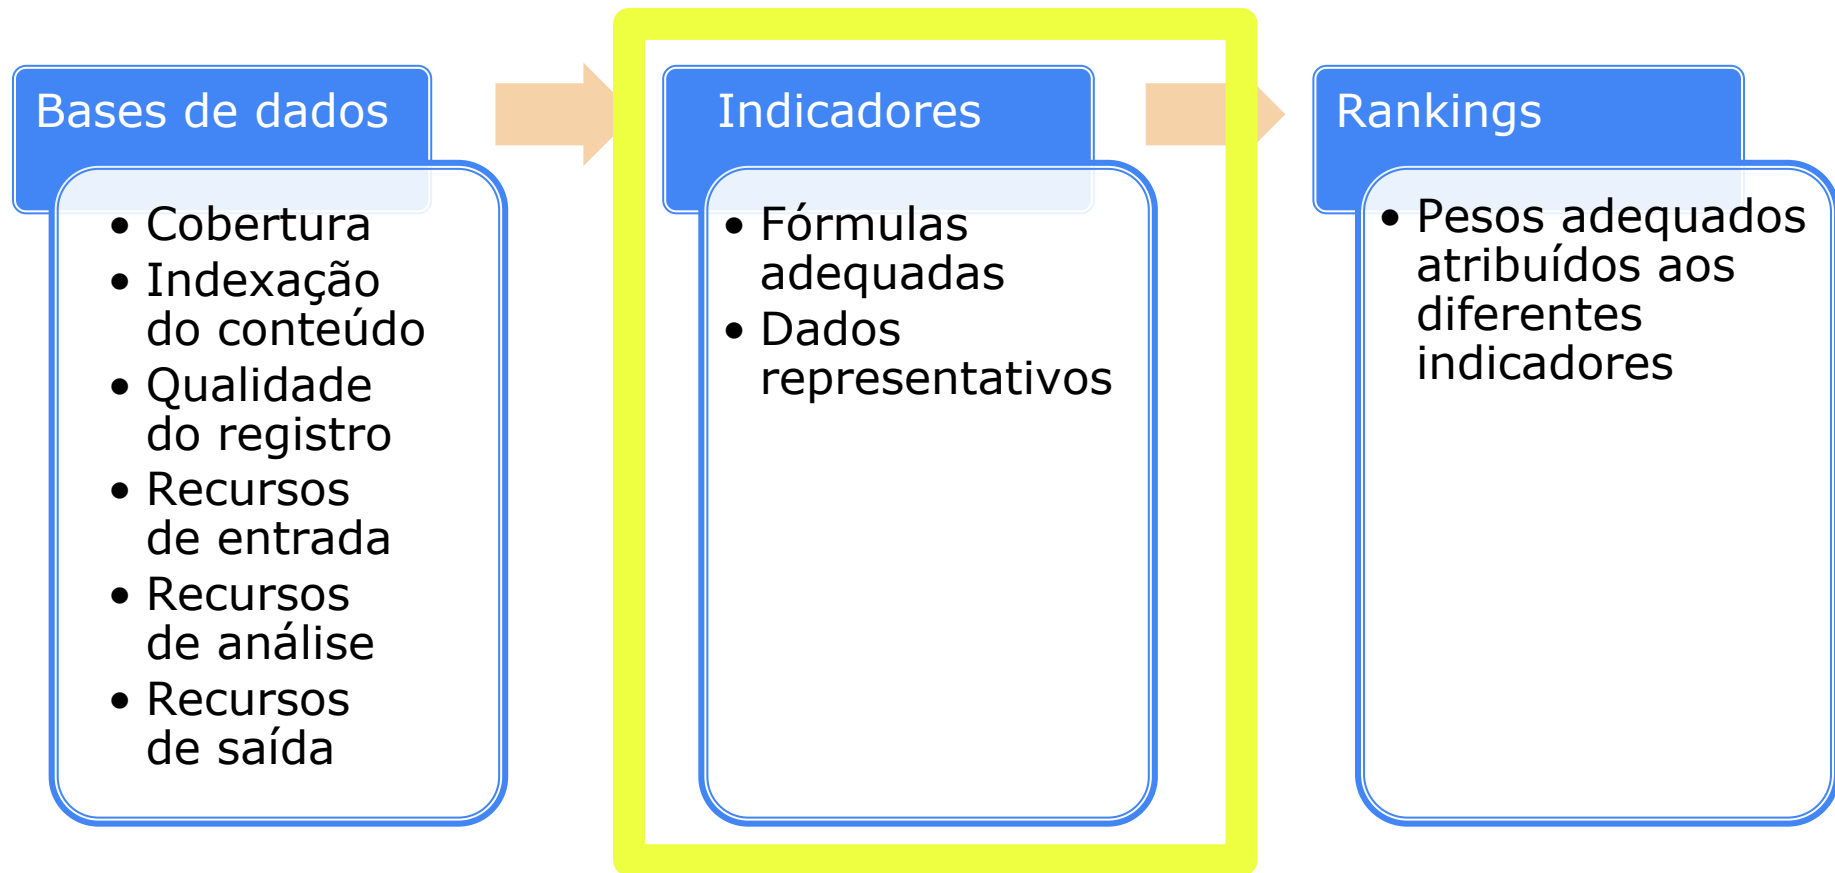 Bases de dados
• Cobertura
• Indexação
do conteúdo
• Qualidade
do registro
• Recursos
de entrada
• Recursos
de análise
• Recursos
de saída
Indicadores
• Fórmulas
adequadas
• Dados
representativos
Rankings
• Pesos adequados
atribuídos aos
diferentes
indicadores